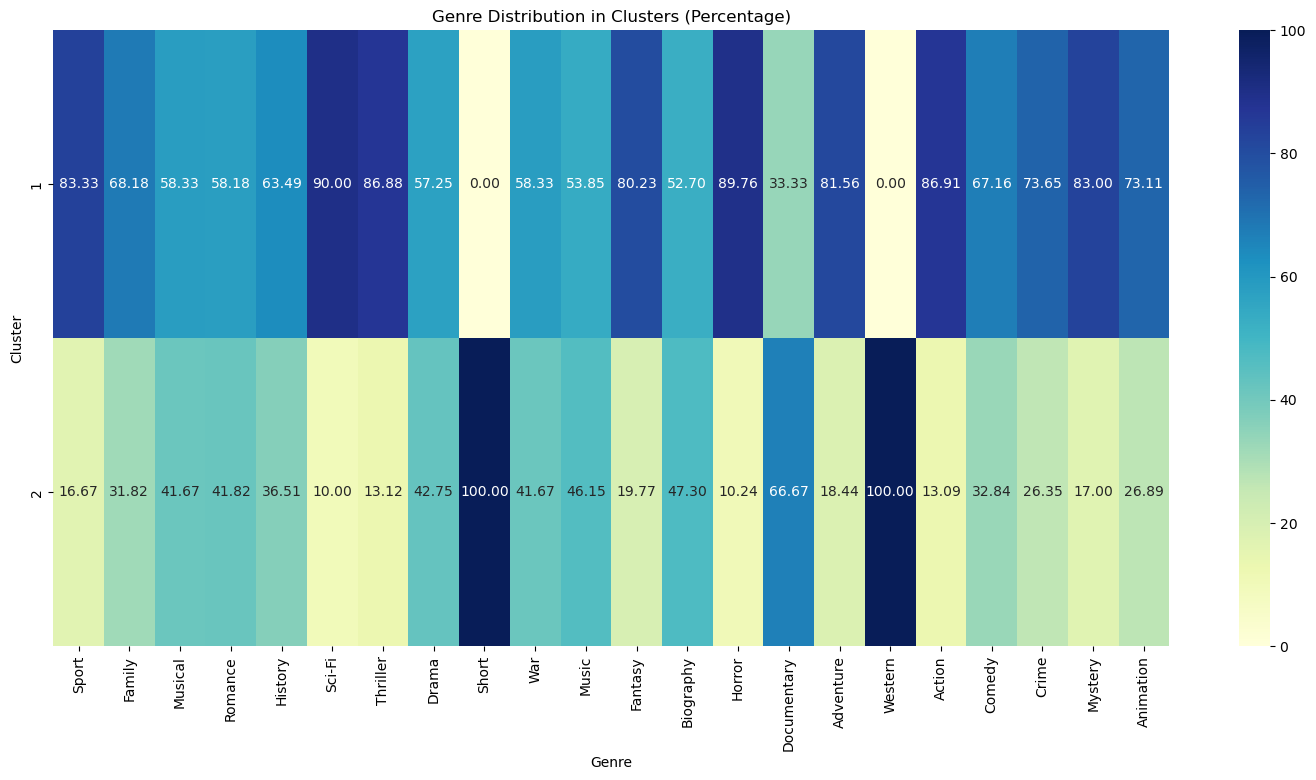 Genre Distribution in Clusters (Percentage)
Cluster
1
83.33 68.18 58.33 58.18 63.49 90.00 86.88 57.25 0.00 58.33 53.85 80.23 52.70 89.76 33.33 81.56 0.00 86.91 67.16 73.65 83.00 73.11
2
16.67 31.82 41.67 41.82 36.51 10.00 13.12 42.75 100.00 41.67 46.15 19.77 47.30 10.24 66.67 18.44 100.00 13.09 32.84 26.35 17.00 26.89
Sport Family Musical Romance History Sci-Fi Thriller Drama Short War Music Fantasy Biography Horror Documentary Adventure Western Action Comedy Crime Mystery Animation
Genre
100
80
60
40
20
0